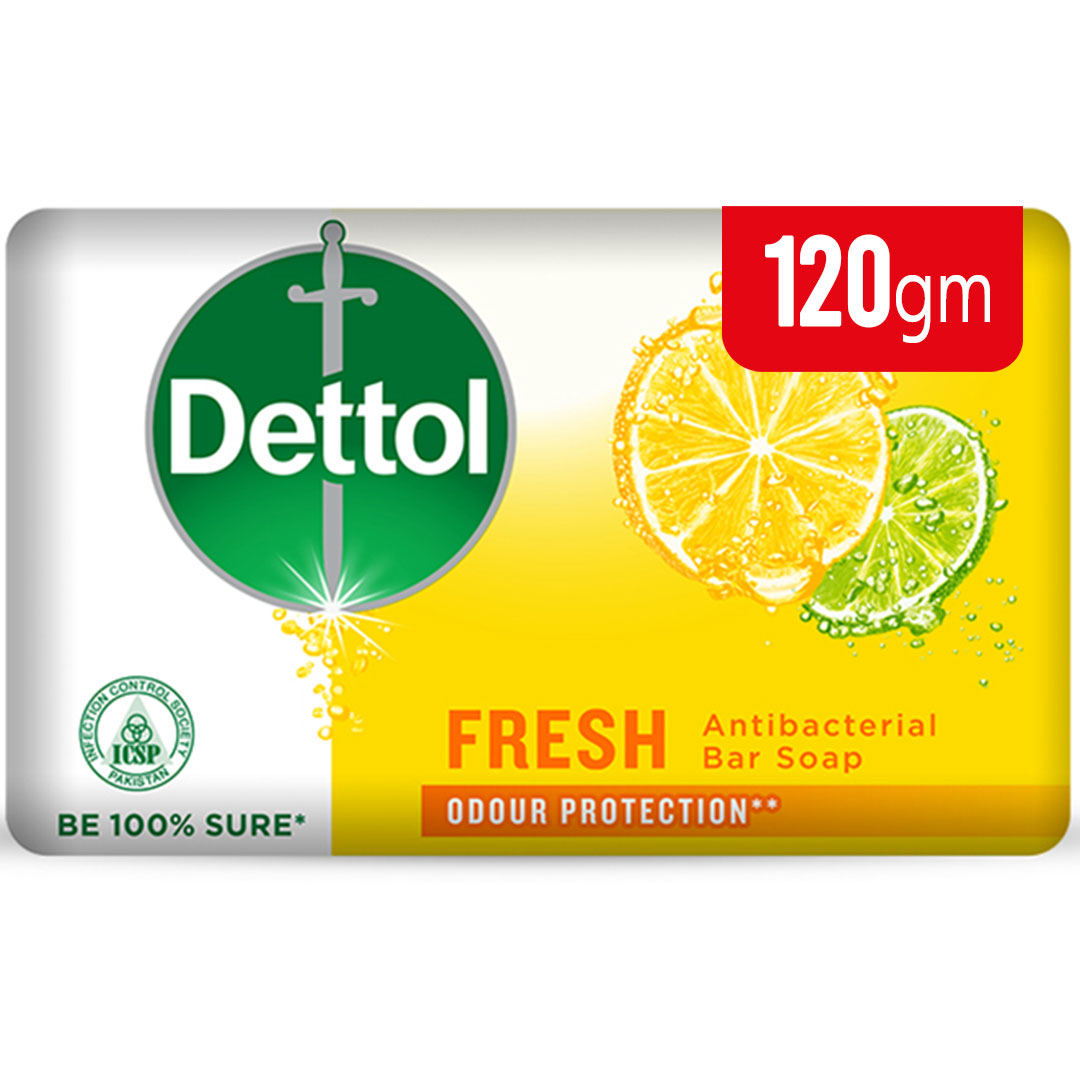 120gm
Dettol
INFECTION CONTROL SOCIETY
ICSP
PAKISTAN
BE 100% SURE*
FRESH
Antibacterial
Bar Soap
ODOUR PROTECTION**